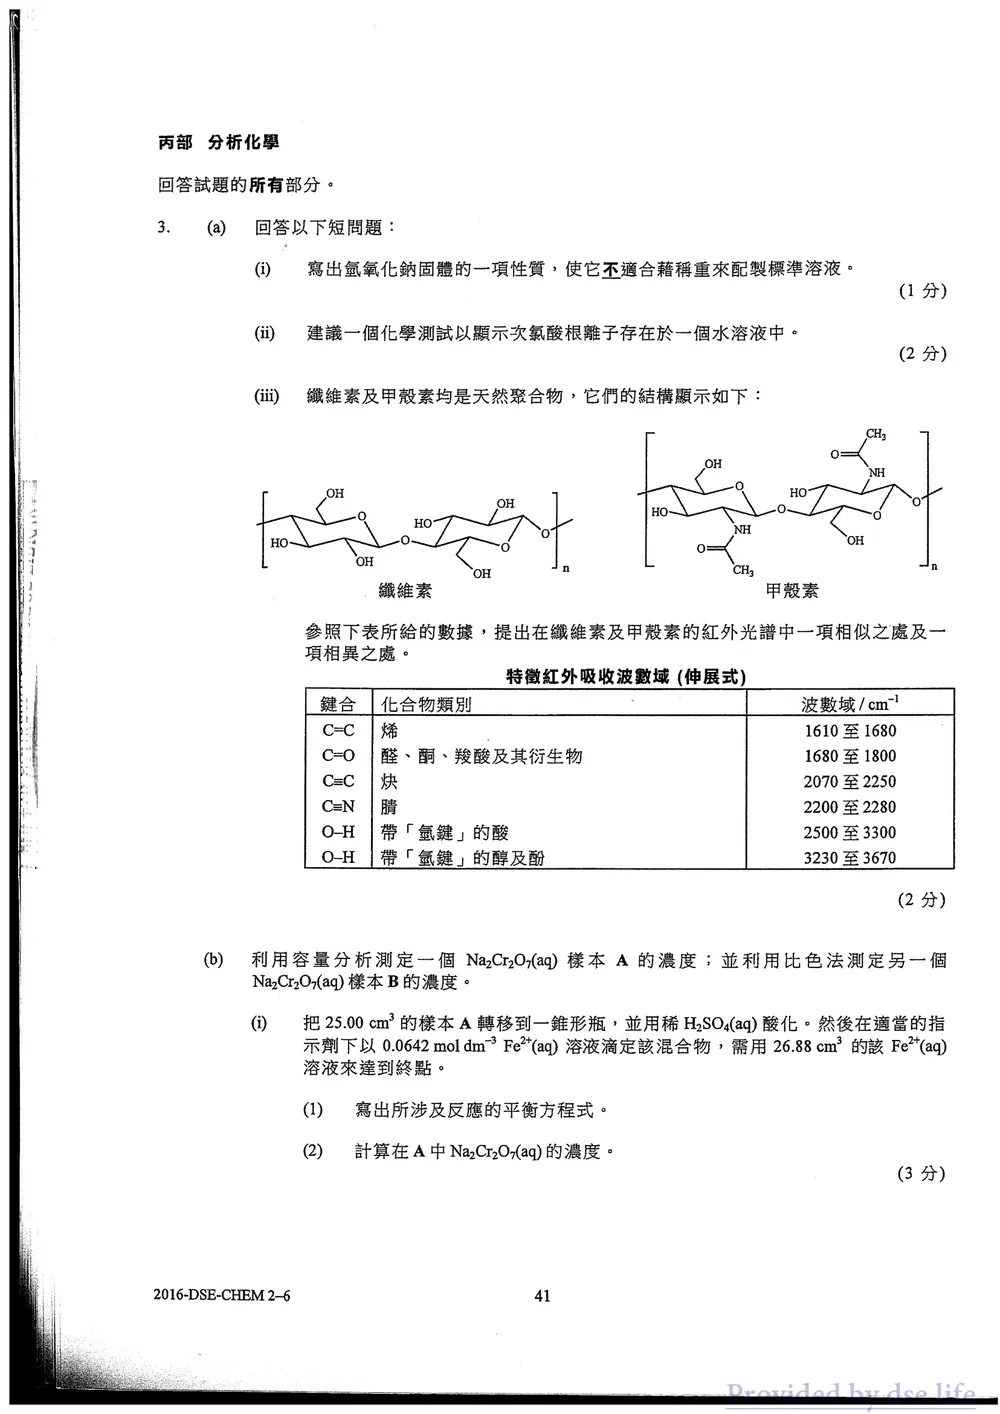 丙部 分析化學
回答試題的所有部分。
3. (a) 回答以下短問題：
(i) 寫出氫氧化鈉固體的一項性質，使它不適合藉稱重來配製標準溶液。
(1 分)
(ii) 建議一個化學測試以顯示次氯酸根離子存在於一個水溶液中。
(2 分)
(iii) 纖維素及甲殼素均是天然聚合物，它們的結構顯示如下：
OH
O
HO
OH
O
HO
OH
O
OH
O
n
纖維素
OH
O
HO
NH
O
CH₃
O
HO
O
CH₃
NH
O
OH
O
n
甲殼素
參照下表所給的數據，提出在纖維素及甲殼素的紅外光譜中一項相似之處及一
項相異之處。
特徵紅外吸收波數域 (伸展式)
鍵合 化合物類別 波數域 / cm⁻¹
C=C 烯 1610 至 1680
C=O 醛、酮、羧酸及其衍生物 1680 至 1800
C≡C 炔 2070 至 2250
C≡N 腈 2200 至 2280
O–H 帶「氫鍵」的酸 2500 至 3300
O–H 帶「氫鍵」的醇及酚 3230 至 3670
(2 分)
(b) 利用容量分析測定一個 Na₂Cr₂O₇(aq) 樣本 A 的濃度；並利用比色法測定另一個
Na₂Cr₂O₇(aq) 樣本 B 的濃度。
(i) 把 25.00 cm³ 的樣本 A 轉移到一錐形瓶，並用稀 H₂SO₄(aq) 酸化。然後在適當的指
示劑下以 0.0642 mol dm⁻³ Fe²⁺(aq) 溶液滴定該混合物，需用 26.88 cm³ 的該 Fe²⁺(aq)
溶液來達到終點。
(1) 寫出所涉及反應的平衡方程式。
(2) 計算在 A 中 Na₂Cr₂O₇(aq) 的濃度。
(3 分)
2016-DSE-CHEM 2–6
41
Provided by dse.life